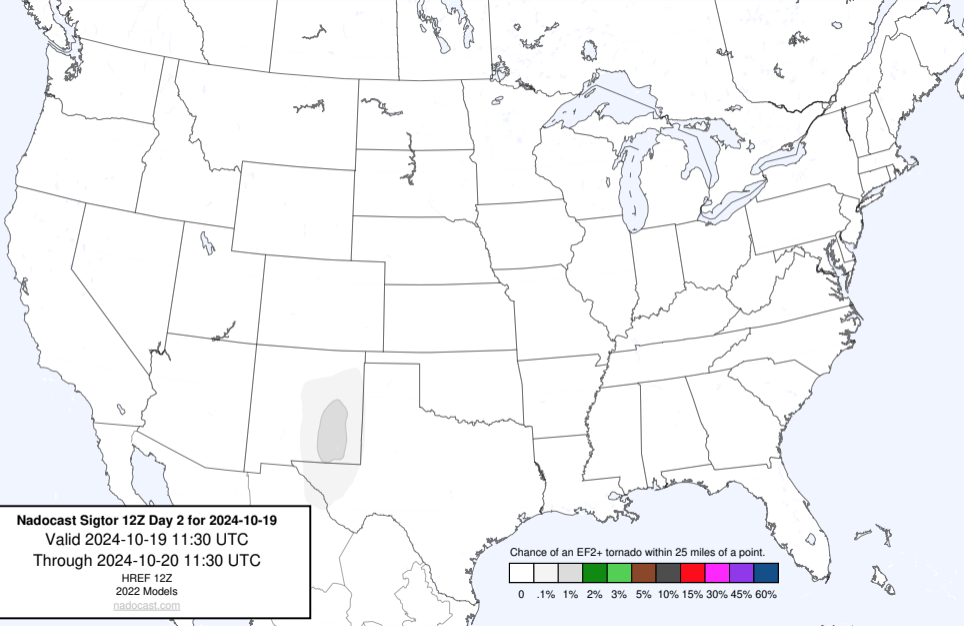 Nadocast Sigtor 12Z Day 2 for 2024-10-19
Valid 2024-10-19 11:30 UTC
Through 2024-10-20 11:30 UTC
HREF 12Z
2022 Models
nadocast.com
Chance of an EF2+ tornado within 25 miles of a point.
0 .1% 1% 2% 3% 5% 10% 15% 30% 45% 60%